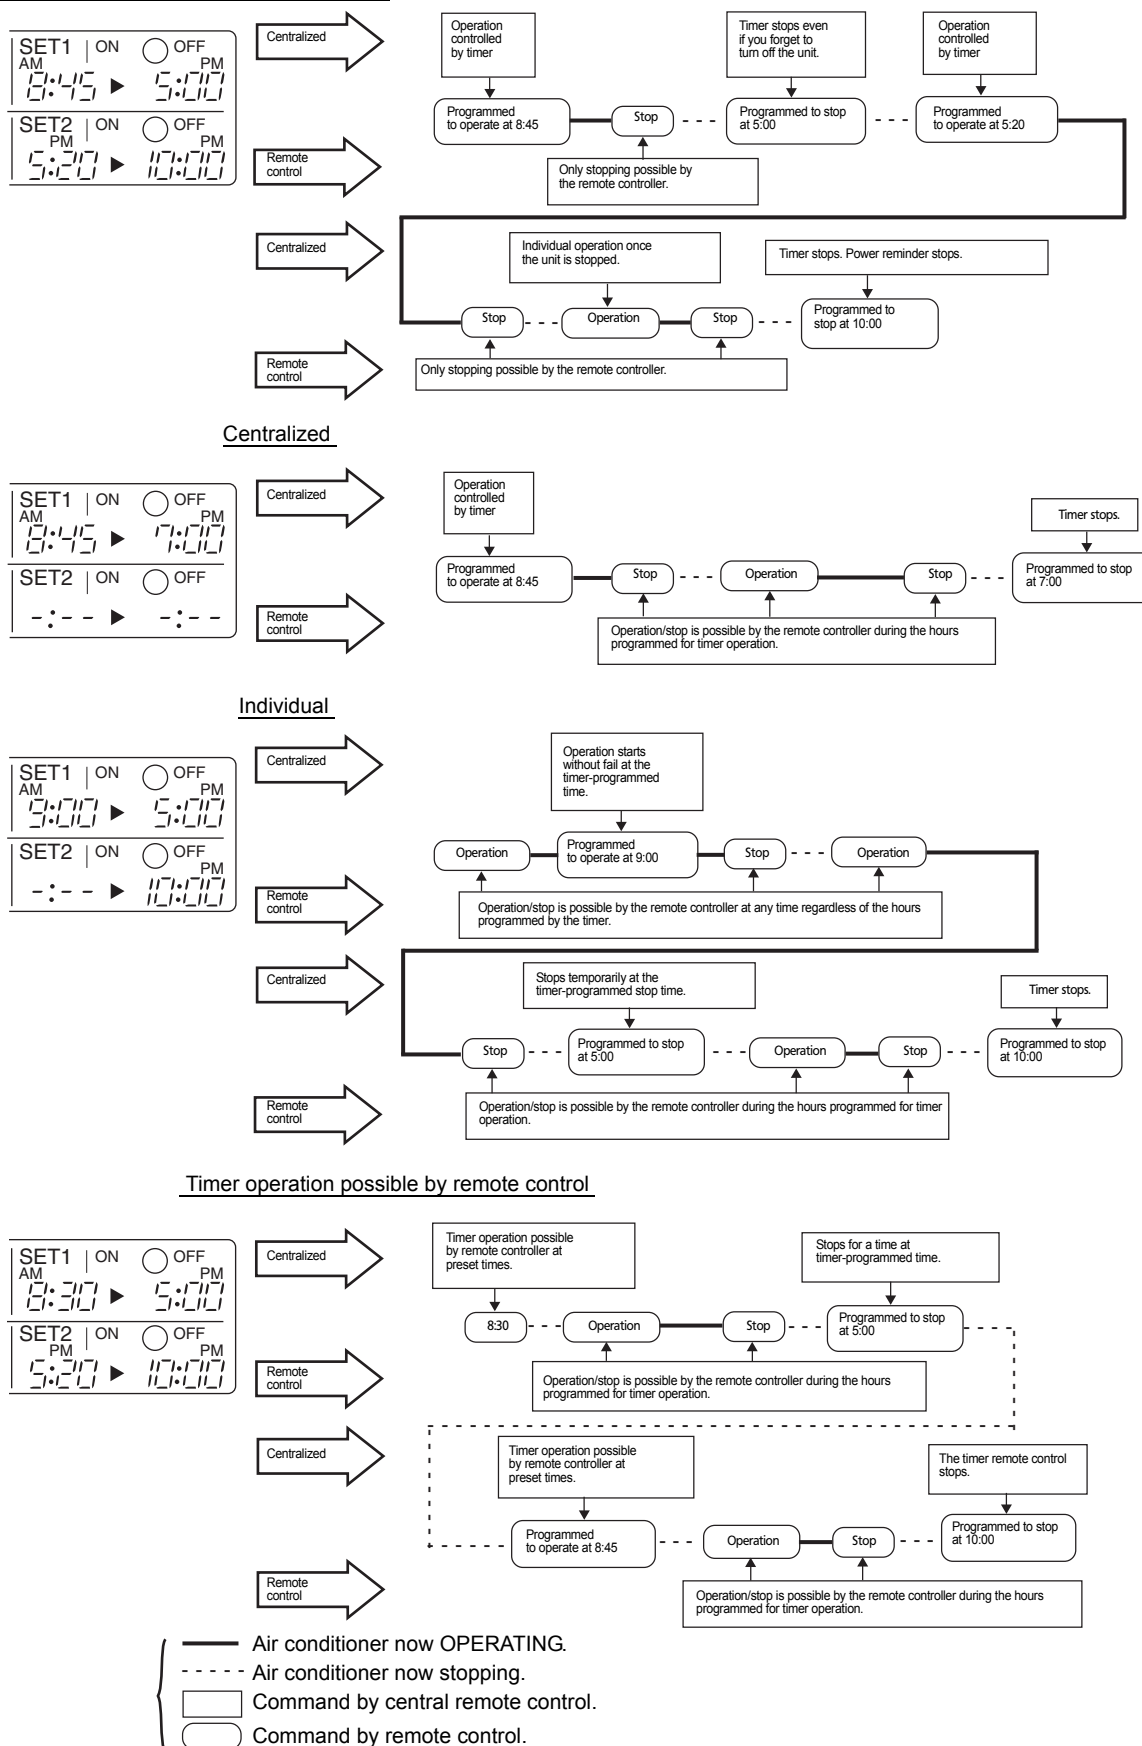 SET1 ON OFF
AM PM
8:45 ▶ 5:00
SET2 ON OFF
PM PM
5:20 ▶ 10:00
Centralized
Operation
controlled
by timer
Timer stops even
if you forget to
turn off the unit.
Operation
controlled
by timer
Programmed
to operate at 8:45
Stop
Programmed to stop
at 5:00
Programmed
to operate at 5:20
Remote
control
Only stopping possible by
the remote controller.
Centralized
Individual operation once
the unit is stopped.
Timer stops. Power reminder stops.
Stop
Operation
Stop
Programmed to
stop at 10:00
Remote
control
Only stopping possible by the remote controller.
Centralized
SET1 ON OFF
AM PM
8:45 ▶ 7:00
SET2 ON OFF
-:-- ▶ -:--
Centralized
Operation
controlled
by timer
Timer stops.
Programmed
to operate at 8:45
Stop
Operation
Stop
Programmed to stop
at 7:00
Remote
control
Operation/stop is possible by the remote controller during the hours
programmed for timer operation.
Individual
SET1 ON OFF
AM PM
9:00 ▶ 5:00
SET2 ON OFF
PM
-:-- ▶ 10:00
Centralized
Operation starts
without fail at the
timer-programmed
time.
Operation
Programmed
to operate at 9:00
Stop
Operation
Remote
control
Operation/stop is possible by the remote controller at any time regardless of the hours
programmed by the timer.
Centralized
Stops temporarily at the
timer-programmed stop time.
Timer stops.
Stop
Programmed to stop
at 5:00
Operation
Stop
Programmed to stop
at 10:00
Remote
control
Operation/stop is possible by the remote controller during the hours programmed for timer
operation.
Timer operation possible by remote control
SET1 ON OFF
AM PM
8:30 ▶ 5:00
SET2 ON OFF
PM PM
5:20 ▶ 10:00
Centralized
Timer operation possible
by remote controller at
preset times.
Stops for a time at
timer-programmed time.
8:30
Operation
Stop
Programmed to stop
at 5:00
Remote
control
Operation/stop is possible by the remote controller during the hours
programmed for timer operation.
Centralized
Timer operation possible
by remote controller at
preset times.
The timer remote control
stops.
Programmed
to operate at 8:45
Operation
Stop
Programmed to stop
at 10:00
Remote
control
Operation/stop is possible by the remote controller during the hours
programmed for timer operation.
Air conditioner now OPERATING.
Air conditioner now stopping.
Command by central remote control.
Command by remote control.